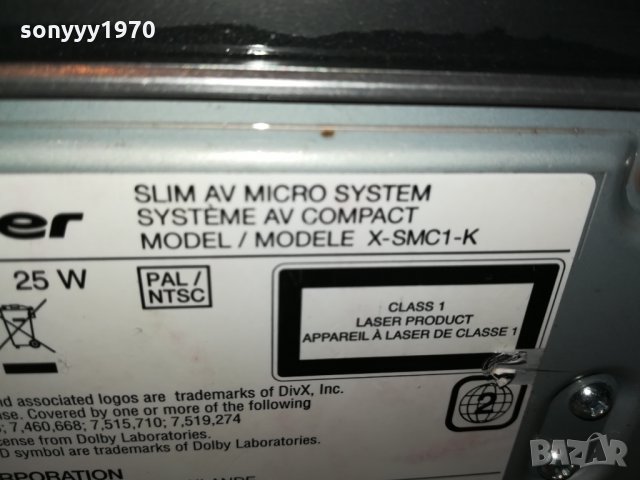 sonyyy1970
SLIM AV MICRO SYSTEM
SYSTÈME AV COMPACT
MODEL / MODELE X-SMC1-K
25 W
PAL/
NTSC
CLASS 1
LASER PRODUCT
APPAREIL À LASER DE CLASSE 1
associated logos are trademarks of DivX, Inc.
Covered by one or more of the following
7,460,668; 7,515,710; 7,519,274
from Dolby Laboratories.
symbol are trademarks of Dolby Laboratories.
2
BAZAR